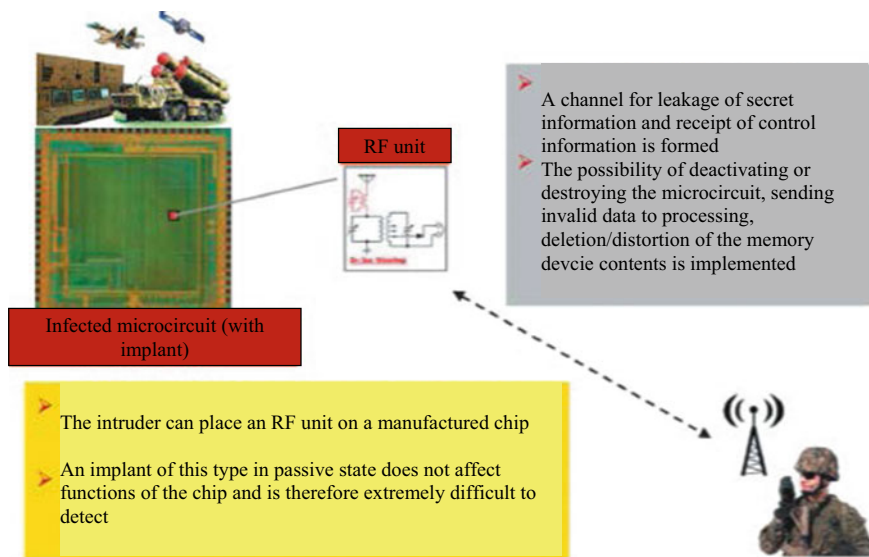 RF unit
Infected microcircuit (with
implant)
A channel for leakage of secret
information and receipt of control
information is formed
The possibility of deactivating or
destroying the microcircuit, sending
invalid data to processing,
deletion/distortion of the memory
devcie contents is implemented
The intruder can place an RF unit on a manufactured chip
An implant of this type in passive state does not affect
functions of the chip and is therefore extremely difficult to
detect